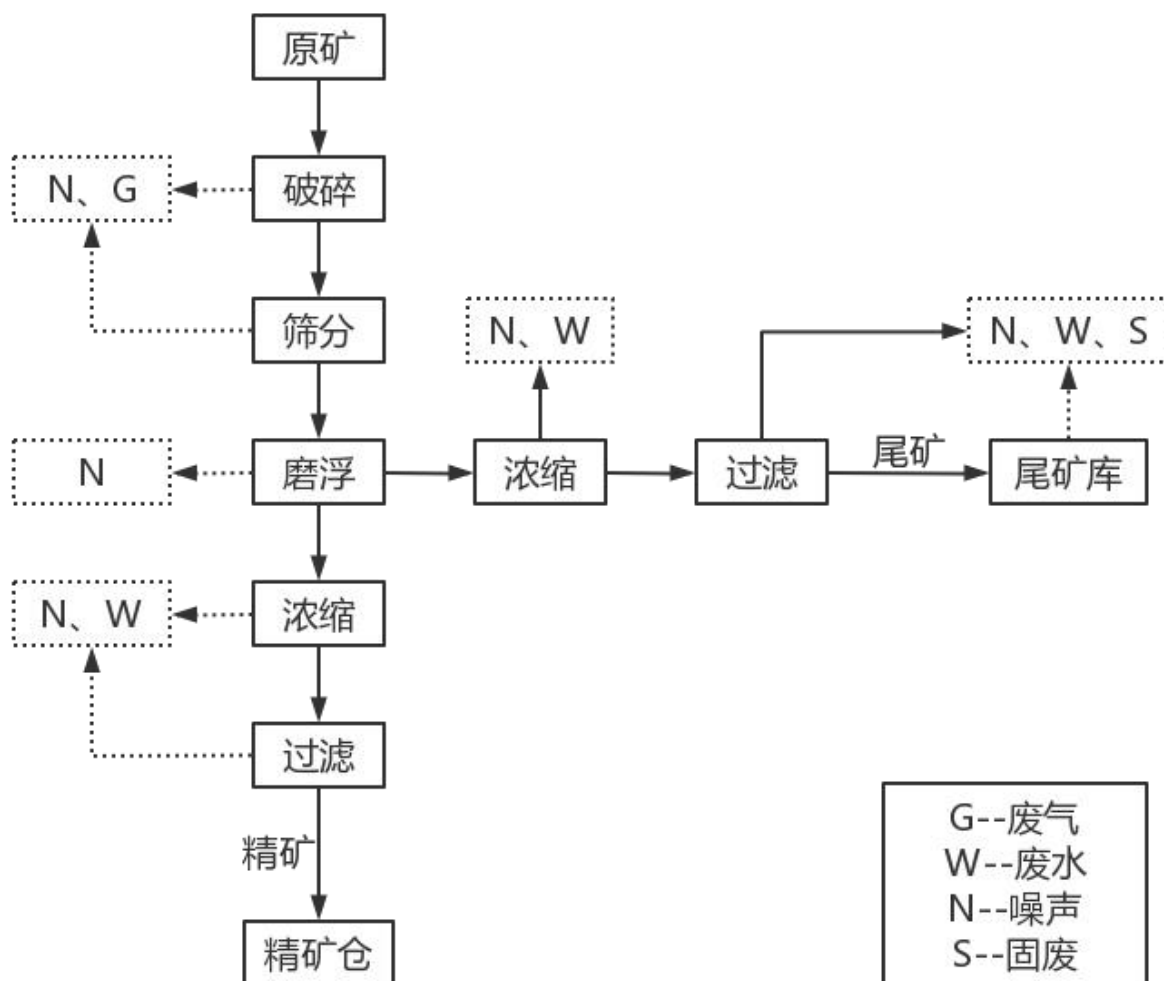 原矿
N、G
破碎
筛分
N、W
N、W、S
N
磨浮
浓缩
过滤
尾矿
尾矿库
N、W
浓缩
过滤
精矿
精矿仓
G--废气
W--废水
N--噪声
S--固废